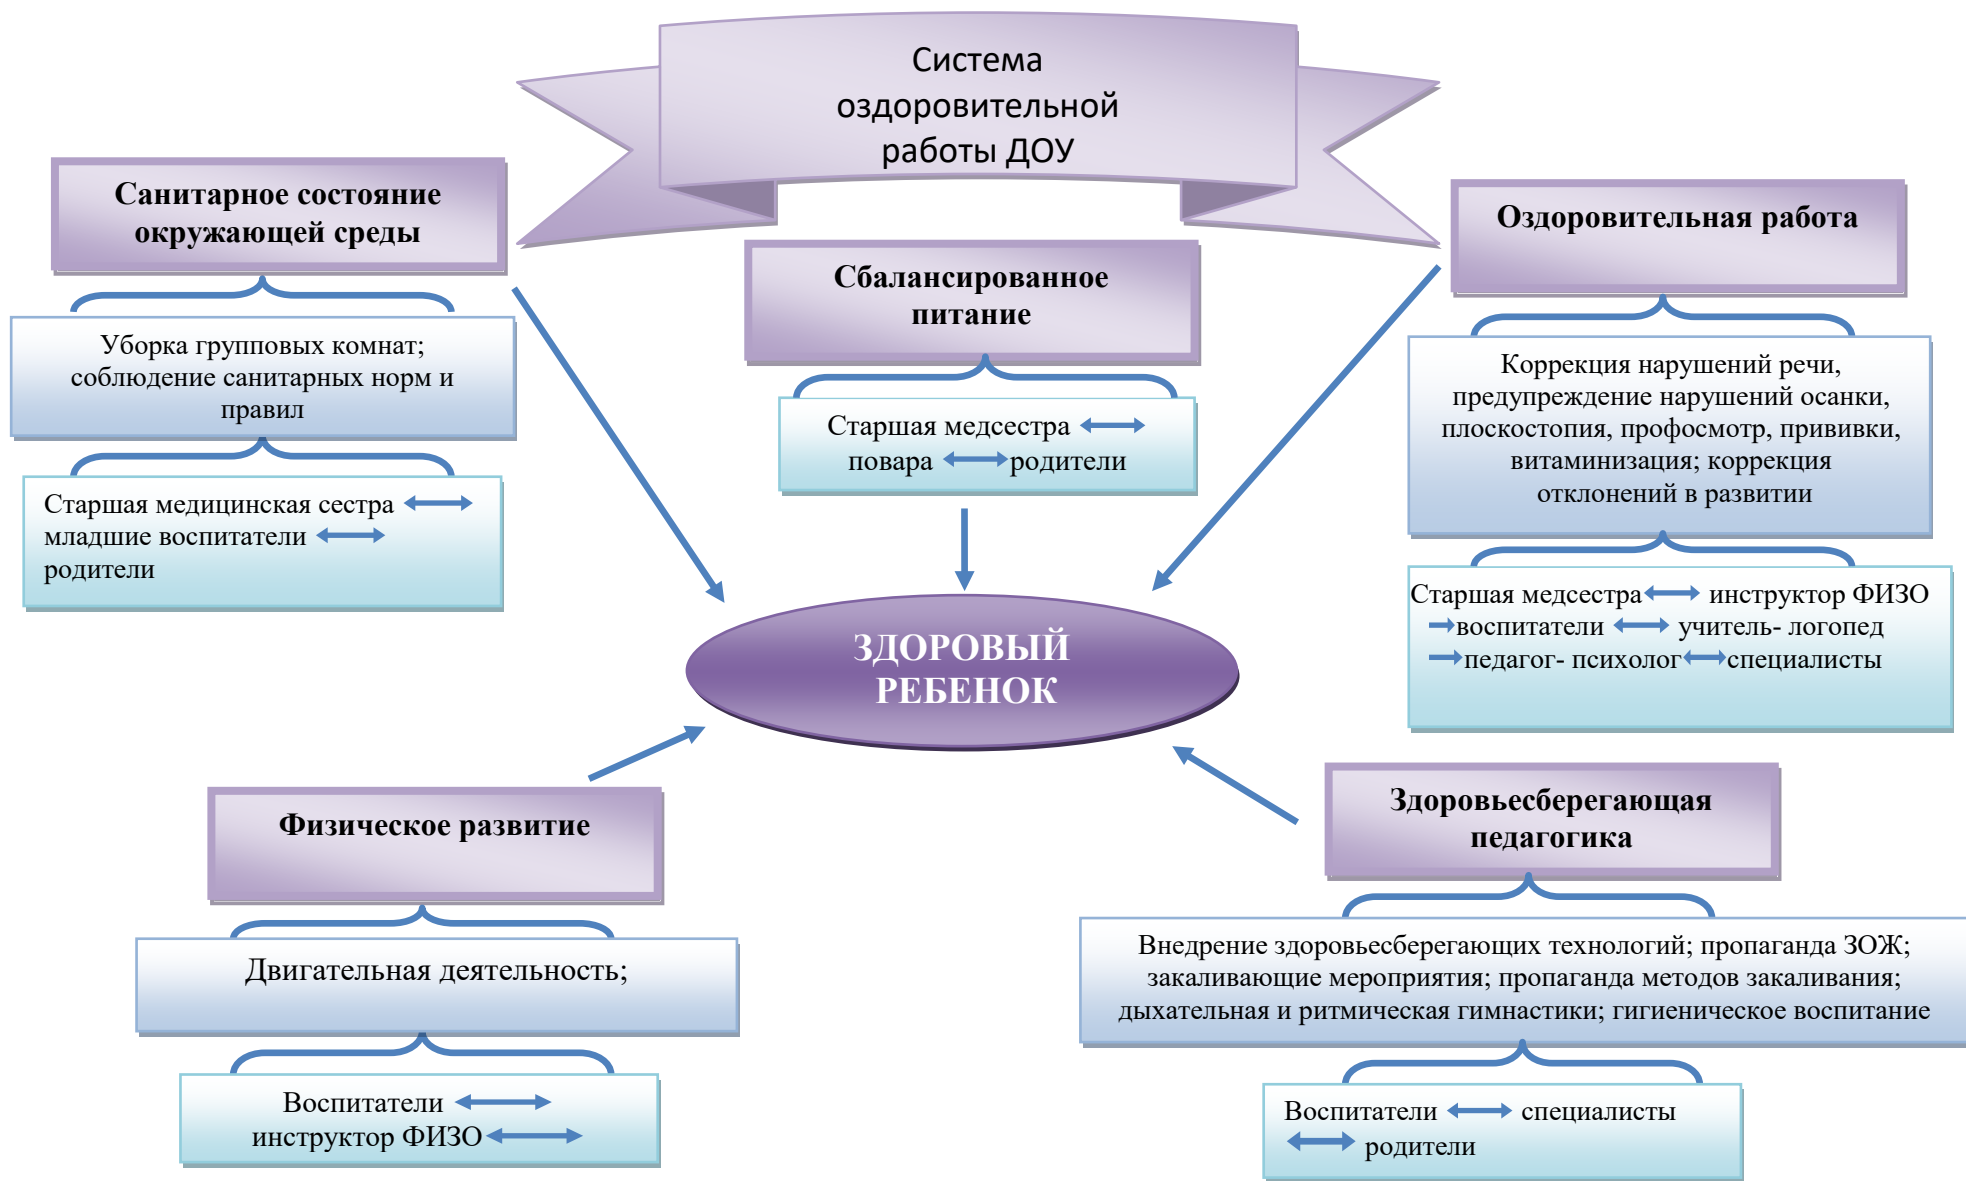 Система
оздоровительной
работы ДОУ
Санитарное состояние
окружающей среды
Уборка групповых комнат;
соблюдение санитарных норм и
правил
Старшая медицинская сестра
младшие воспитатели
родители
Сбалансированное
питание
Старшая медсестра
повара родители
Оздоровительная работа
Коррекция нарушений речи,
предупреждение нарушений осанки,
плоскостопия, профосмотр, прививки,
витаминизация; коррекция
отклонений в развитии
Старшая медсестра инструктор ФИЗО
воспитатели учитель- логопед
педагог- психолог специалисты
ЗДОРОВЫЙ
РЕБЕНОК
Физическое развитие
Двигательная деятельность;
Воспитатели
инструктор ФИЗО
Здоровьесберегающая
педагогика
Внедрение здоровьесберегающих технологий; пропаганда ЗОЖ;
закаливающие мероприятия; пропаганда методов закаливания;
дыхательная и ритмическая гимнастики; гигиеническое воспитание
Воспитатели специалисты
родители